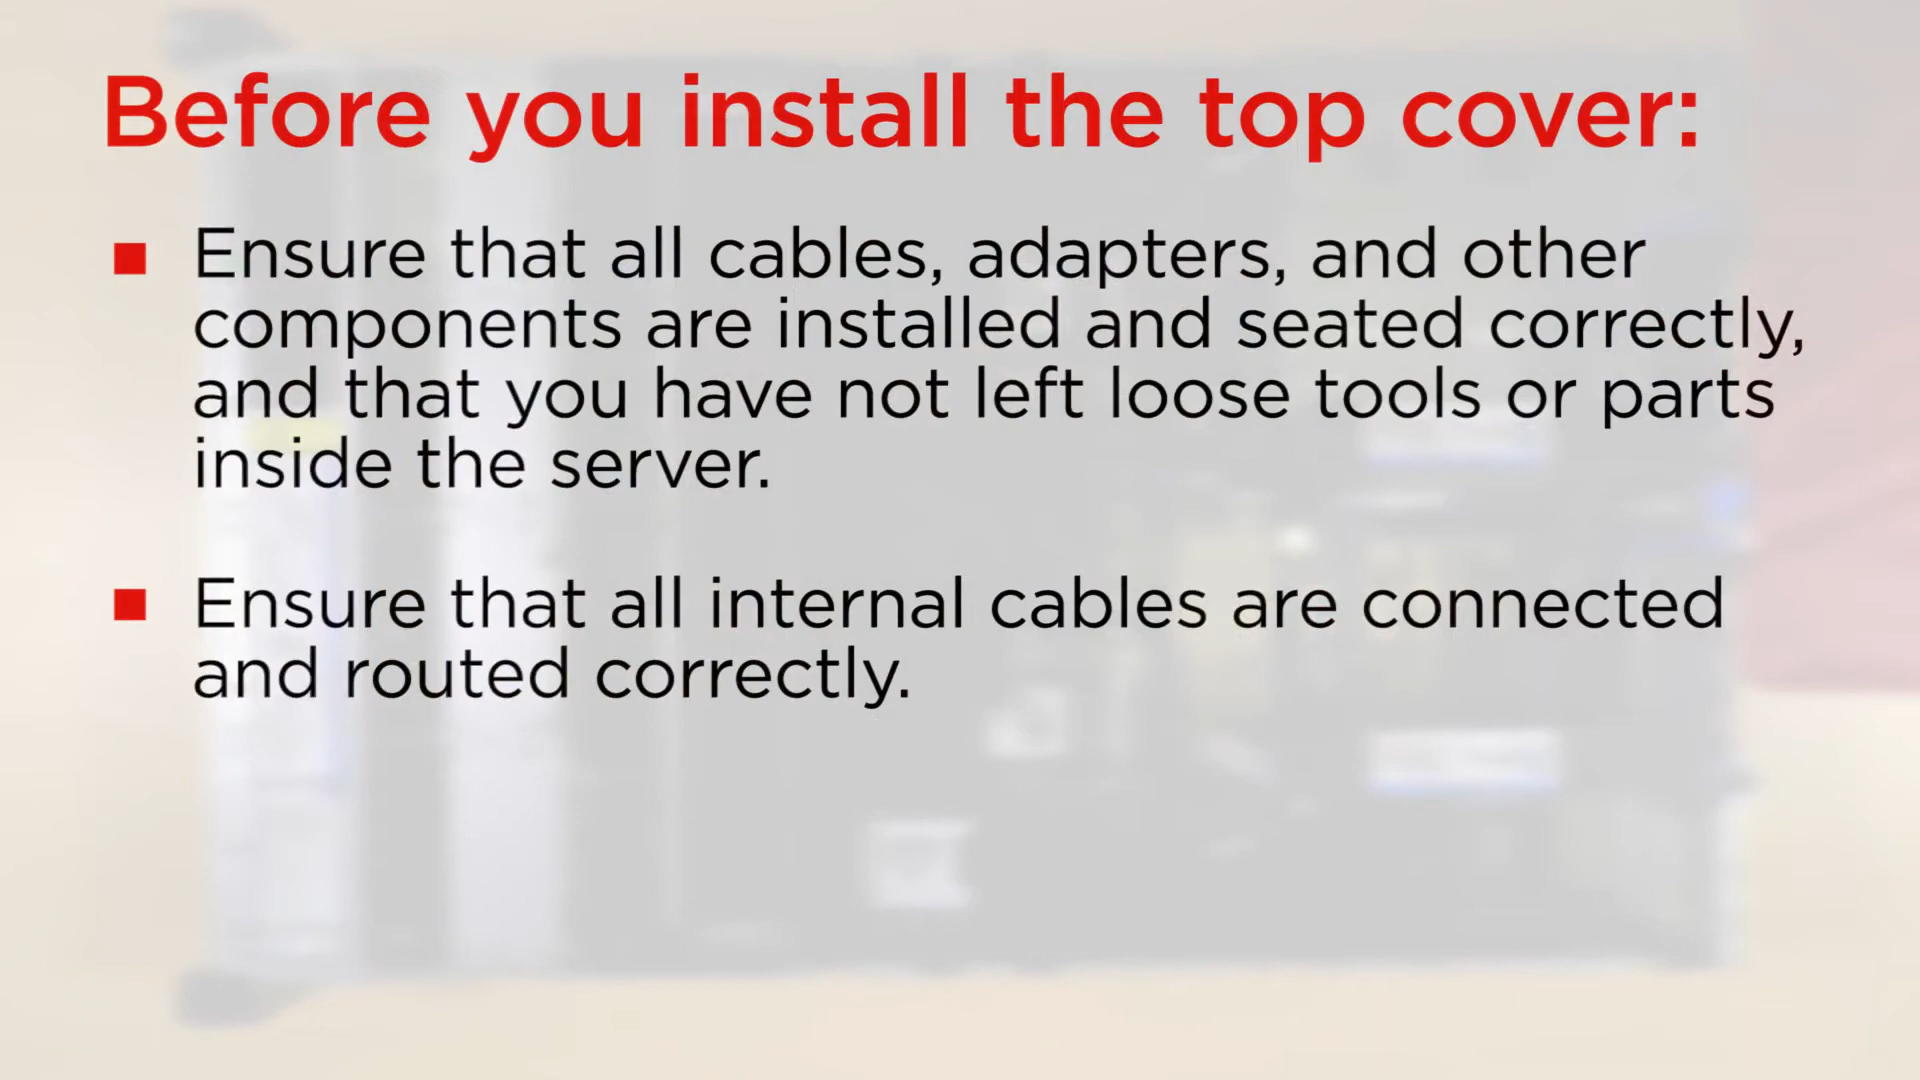 Before you install the top cover:
Ensure that all cables, adapters, and other
components are installed and seated correctly,
and that you have not left loose tools or parts
inside the server.
Ensure that all internal cables are connected
and routed correctly.